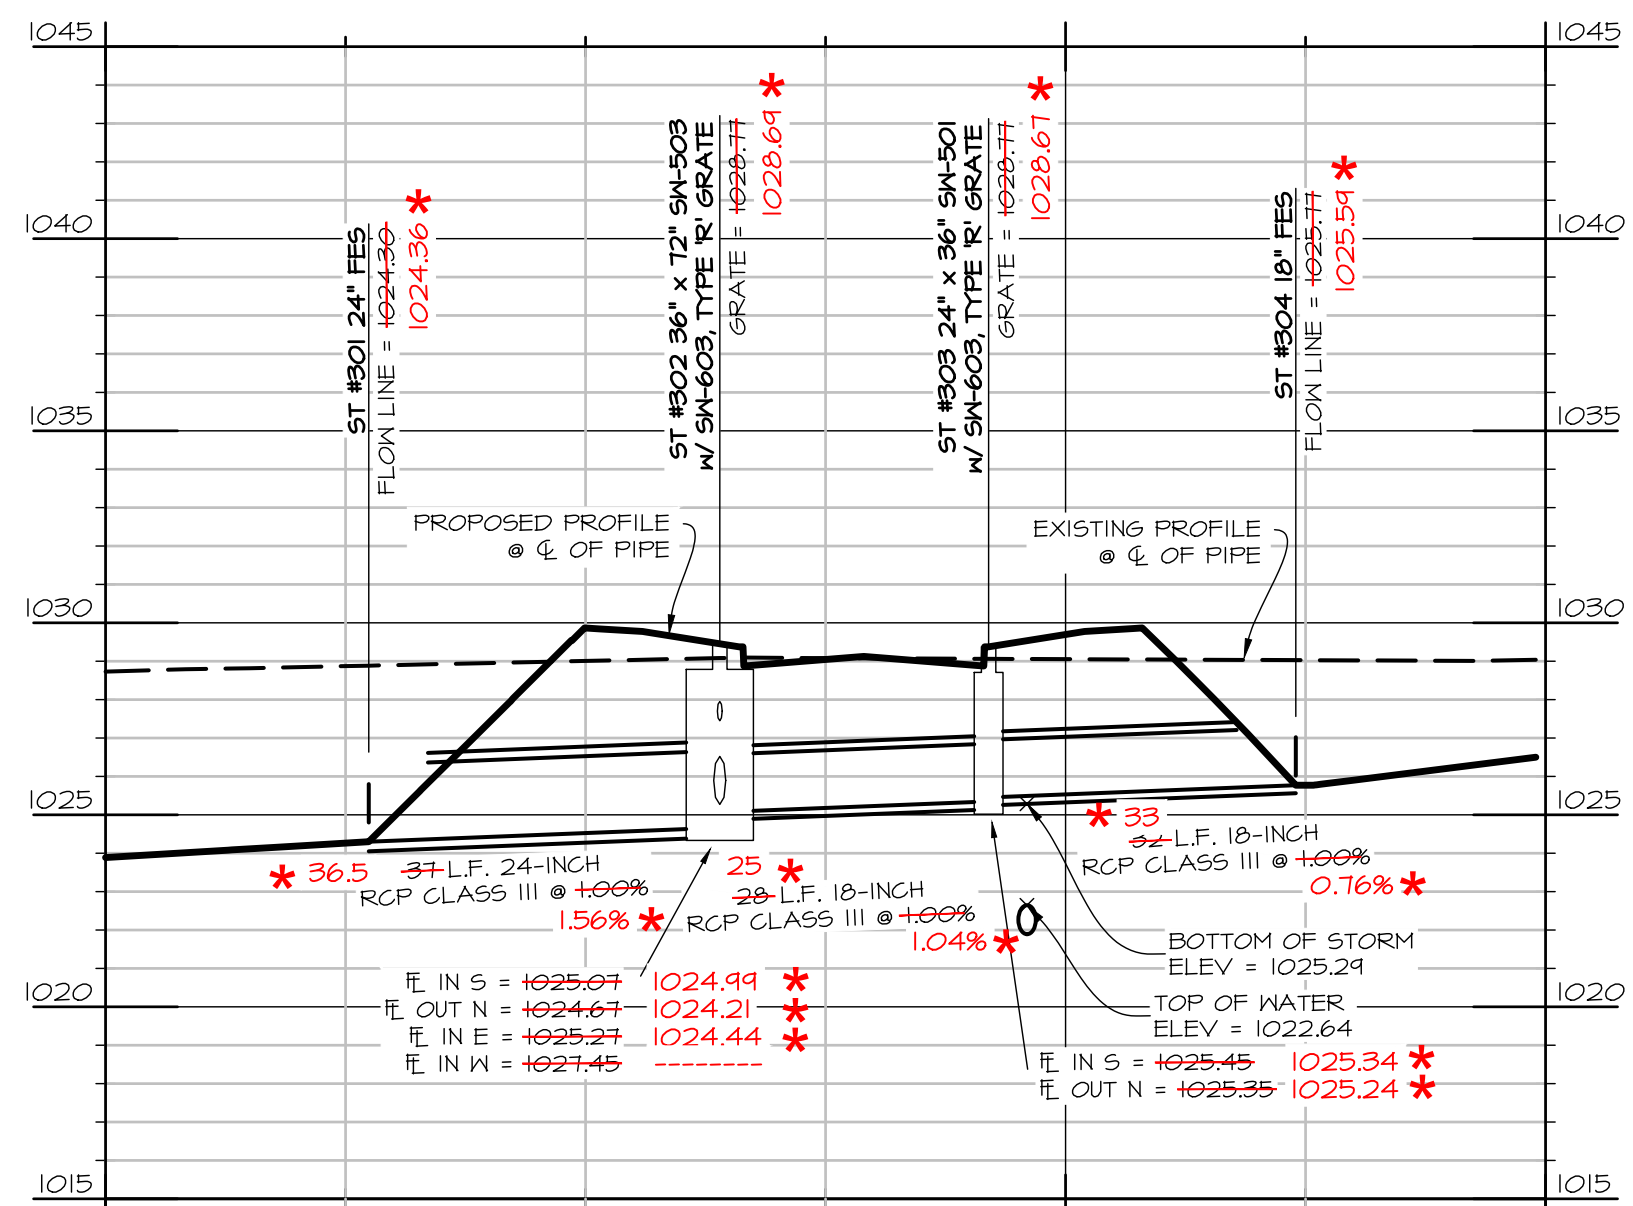 1045
1045
ST #301 24" FES
FLOW LINE = 1024.30
1024.36 *
ST #302 36" x 72" SW-503
W/ SW-603, TYPE 'R' GRATE
GRATE = 1028.77
1028.69 *
ST #303 24" x 36" SW-501
W/ SW-603, TYPE 'R' GRATE
GRATE = 1028.77
1028.67 *
ST #304 18" FES
FLOW LINE = 1025.77
1025.59 *
1040
1040
1035
1035
PROPOSED PROFILE
@ ℄ OF PIPE
EXISTING PROFILE
@ ℄ OF PIPE
1030
1030
1025
1025
* 36.5 37 L.F. 24-INCH
RCP CLASS III @ 1.00%
1.56% *
25 *
28 L.F. 18-INCH
RCP CLASS III @ 1.00%
1.04% *
* 33
32 L.F. 18-INCH
RCP CLASS III @ 1.00%
0.76% *
BOTTOM OF STORM
ELEV = 1025.29
TOP OF WATER
ELEV = 1022.64
FL IN S = 1025.07 1024.99 *
FL OUT N = 1024.67 1024.21 *
FL IN E = 1025.27 1024.44 *
FL IN W = 1027.45 --------
FL IN S = 1025.45 1025.34 *
FL OUT N = 1025.35 1025.24 *
1020
1020
1015
1015